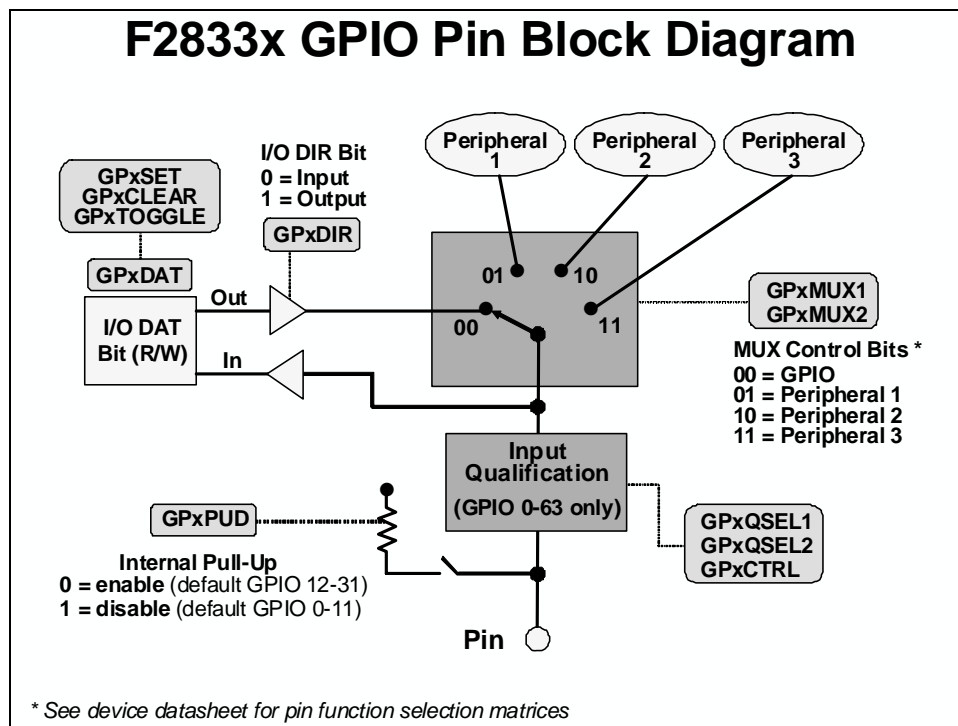 F2833x GPIO Pin Block Diagram
Peripheral
1
Peripheral
2
Peripheral
3
I/O DIR Bit
0 = Input
1 = Output
GPxSET
GPxCLEAR
GPxTOGGLE
GPxDIR
GPxDAT
Out
I/O DAT
Bit (R/W)
In
01
10
00
11
GPxMUX1
GPxMUX2
MUX Control Bits *
00 = GPIO
01 = Peripheral 1
10 = Peripheral 2
11 = Peripheral 3
Input
Qualification
(GPIO 0-63 only)
GPxPUD
GPxQSEL1
GPxQSEL2
GPxCTRL
Internal Pull-Up
0 = enable (default GPIO 12-31)
1 = disable (default GPIO 0-11)
Pin
* See device datasheet for pin function selection matrices